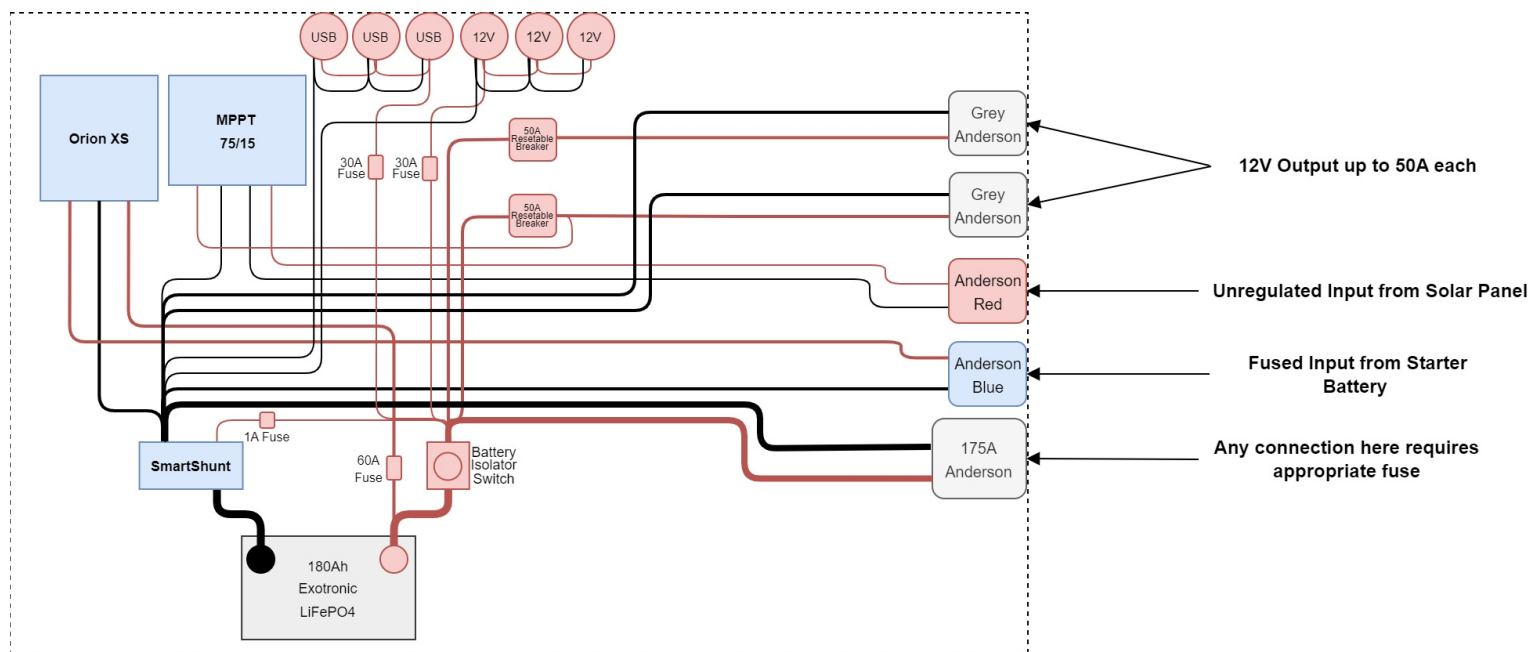 USB
USB
USB
12V
12V
12V
Orion XS
MPPT
75/15
50A
Resetable
Breaker
30A
Fuse
30A
Fuse
50A
Resetable
Breaker
Grey
Anderson
12V Output up to 50A each
Grey
Anderson
Anderson
Red
Unregulated Input from Solar Panel
Anderson
Blue
Fused Input from Starter
Battery
1A Fuse
SmartShunt
60A
Fuse
Battery
Isolator
Switch
175A
Anderson
Any connection here requires
appropriate fuse
180Ah
Exotronic
LiFePO4